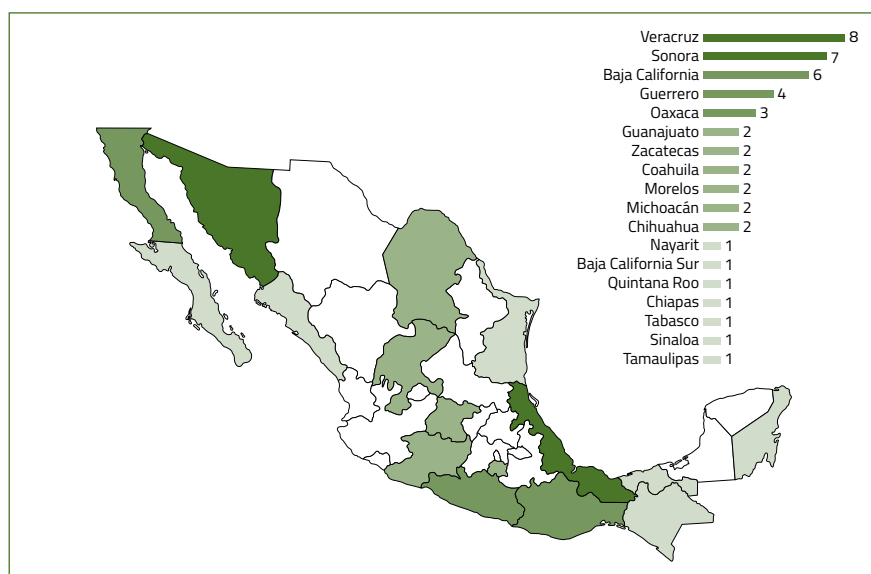 Veracruz 8
Sonora 7
Baja California 6
Guerrero 4
Oaxaca 3
Guanajuato 2
Zacatecas 2
Coahuila 2
Morelos 2
Michoacán 2
Chihuahua 2
Nayarit 1
Baja California Sur 1
Quintana Roo 1
Chiapas 1
Tabasco 1
Sinaloa 1
Tamaulipas 1